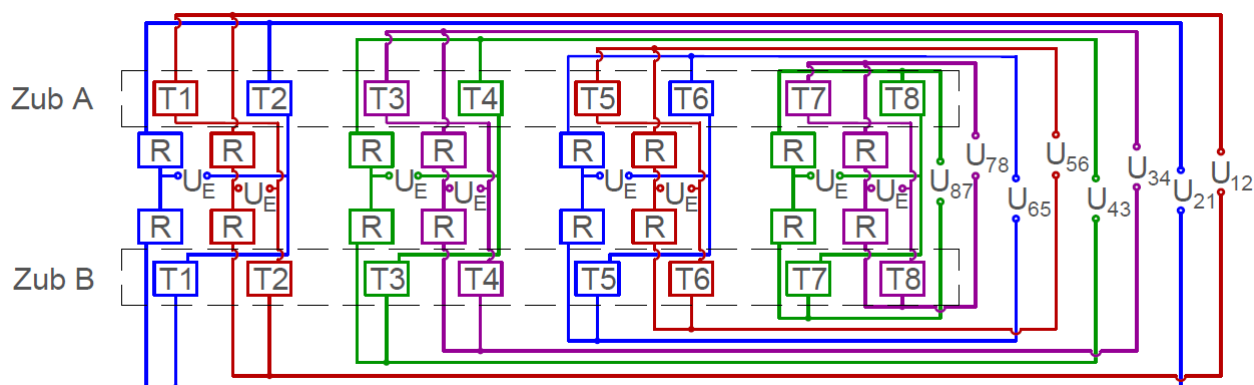 Zub A T1 T2 T3 T4 T5 T6 T7 T8
R R R R R R R R
U78 U56 U34 U12
UE UE UE UE
UE UE UE UE U87 U65 U43 U21
R R R R R R R R
Zub B T1 T2 T3 T4 T5 T6 T7 T8